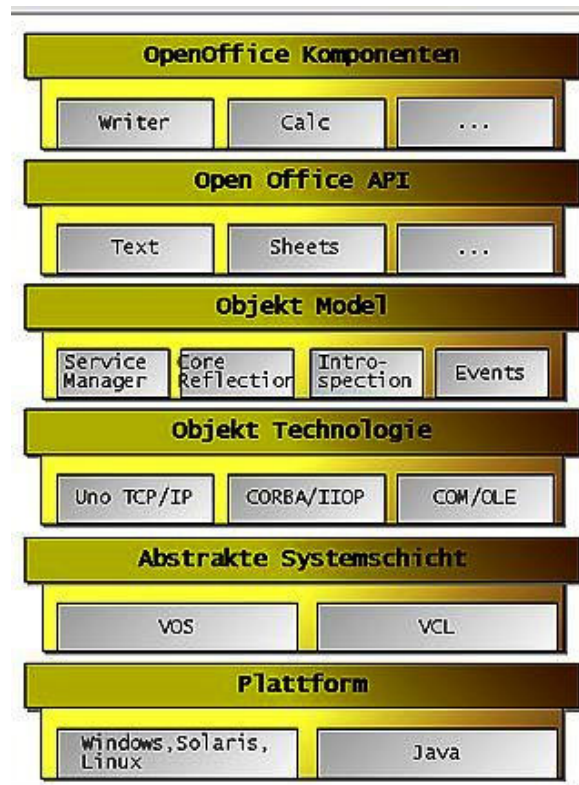 OpenOffice Komponenten
Writer Calc ...
Open Office API
Text Sheets ...
Objekt Model
Service Core Intro- Events
Manager Reflection spection
Objekt Technologie
Uno TCP/IP CORBA/IIOP COM/OLE
Abstrakte Systemschicht
VOS VCL
Plattform
Windows,Solaris, Java
Linux